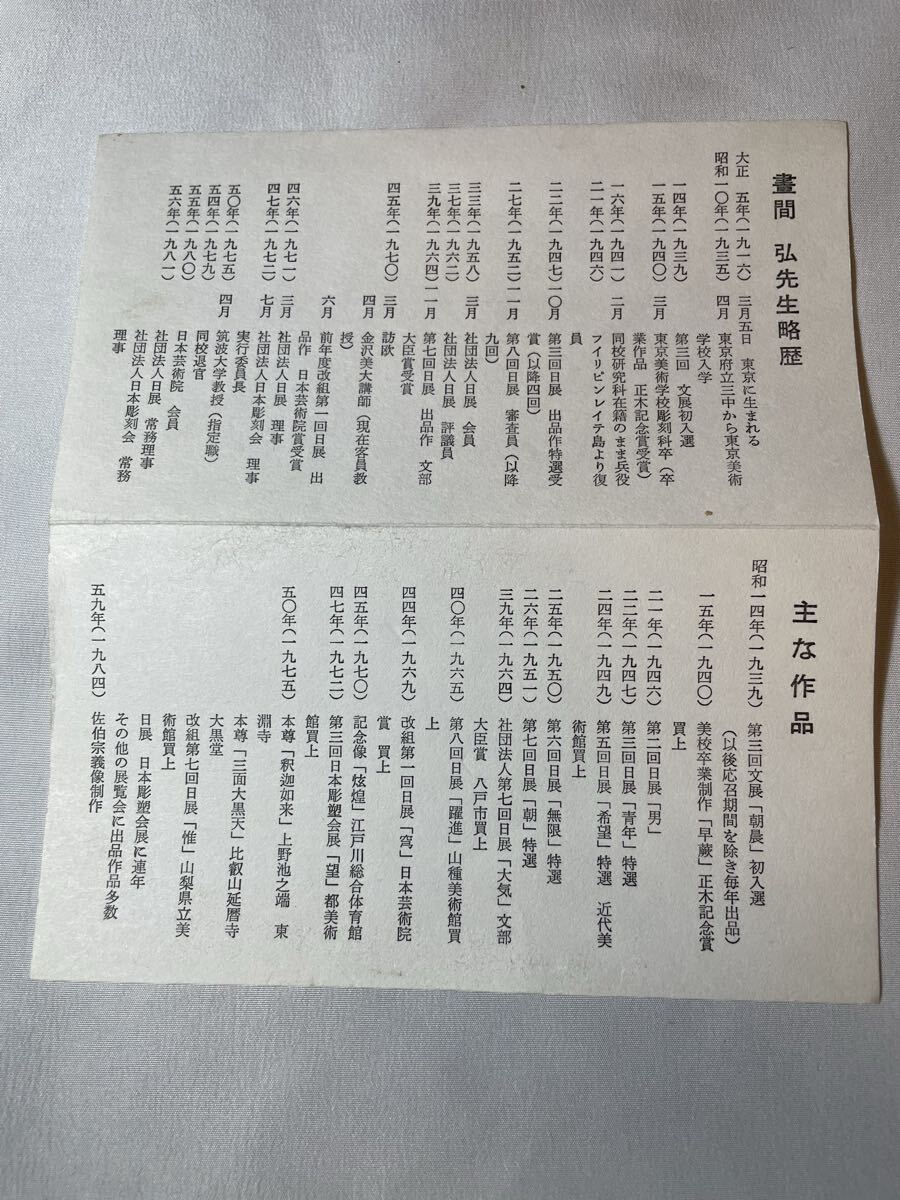 晝間　弘先生略歴
大正　五年(一九一六)　三月五日　東京に生まれる
昭和一〇年(一九三五)　四月　東京府立三中から東京美術
学校入学
一四年(一九三九)　第三回　文展初入選
一五年(一九四〇)　三月　東京美術学校彫刻科卒（卒
業作品　正木記念賞受賞）
一六年(一九四一)　二月　同校研究科在籍のまま兵役
二一年(一九四六)　フイリピンレイテ島より復
員
二二年(一九四七)一〇月　第三回日展　出品作特選受
賞（以降四回）
二七年(一九五二)一一月　第八回日展　審査員（以降
九回）
三三年(一九五八)　三月　社団法人日展　会員
三七年(一九六二)　社団法人日展　評議員
三九年(一九六四)一一月　第七回日展　出品作　文部
大臣賞受賞
四五年(一九七〇)　三月　訪欧
四月　金沢美大講師（現在客員教
授）
六月　前年度改組第一回日展　出
品作　日本芸術院賞受賞
四六年(一九七一)　三月　社団法人日展　理事
四七年(一九七二)　七月　社団法人日本彫刻会　理事
実行委員長
五〇年(一九七五)　四月　筑波大学教授（指定職）
五四年(一九七九)　同校退官
五五年(一九八〇)　日本芸術院　会員
五六年(一九八一)　社団法人日展　常務理事
社団法人日本彫刻会　常務
理事
主な作品
昭和一四年(一九三九)　第三回文展「朝晨」初入選
（以後応召期間を除き毎年出品）
一五年(一九四〇)　美校卒業制作「早蕨」正木記念賞
買上
二一年(一九四六)　第二回日展「男」
二二年(一九四七)　第三回日展「青年」特選
二四年(一九四九)　第五回日展「希望」特選　近代美
術館買上
二五年(一九五〇)　第六回日展「無限」特選
二六年(一九五一)　第七回日展「朝」特選
三九年(一九六四)　社団法人第七回日展「大気」文部
大臣賞　八戸市買上
四〇年(一九六五)　第八回日展「躍進」山種美術館買
上
四四年(一九六九)　改組第一回日展「穹」日本芸術院
賞　買上
四五年(一九七〇)　記念像「炫煌」江戸川総合体育館
四七年(一九七二)　第三回日本彫塑会展「望」都美術
館買上
五〇年(一九七五)　本尊「釈迦如来」上野池之端　東
淵寺
本尊「三面大黒天」比叡山延暦寺
大黒堂
改組第七回日展「惟」山梨県立美
術館買上
日展　日本彫塑会展に連年
その他の展覧会に出品作品多数
五九年(一九八四)　佐伯宗義像制作